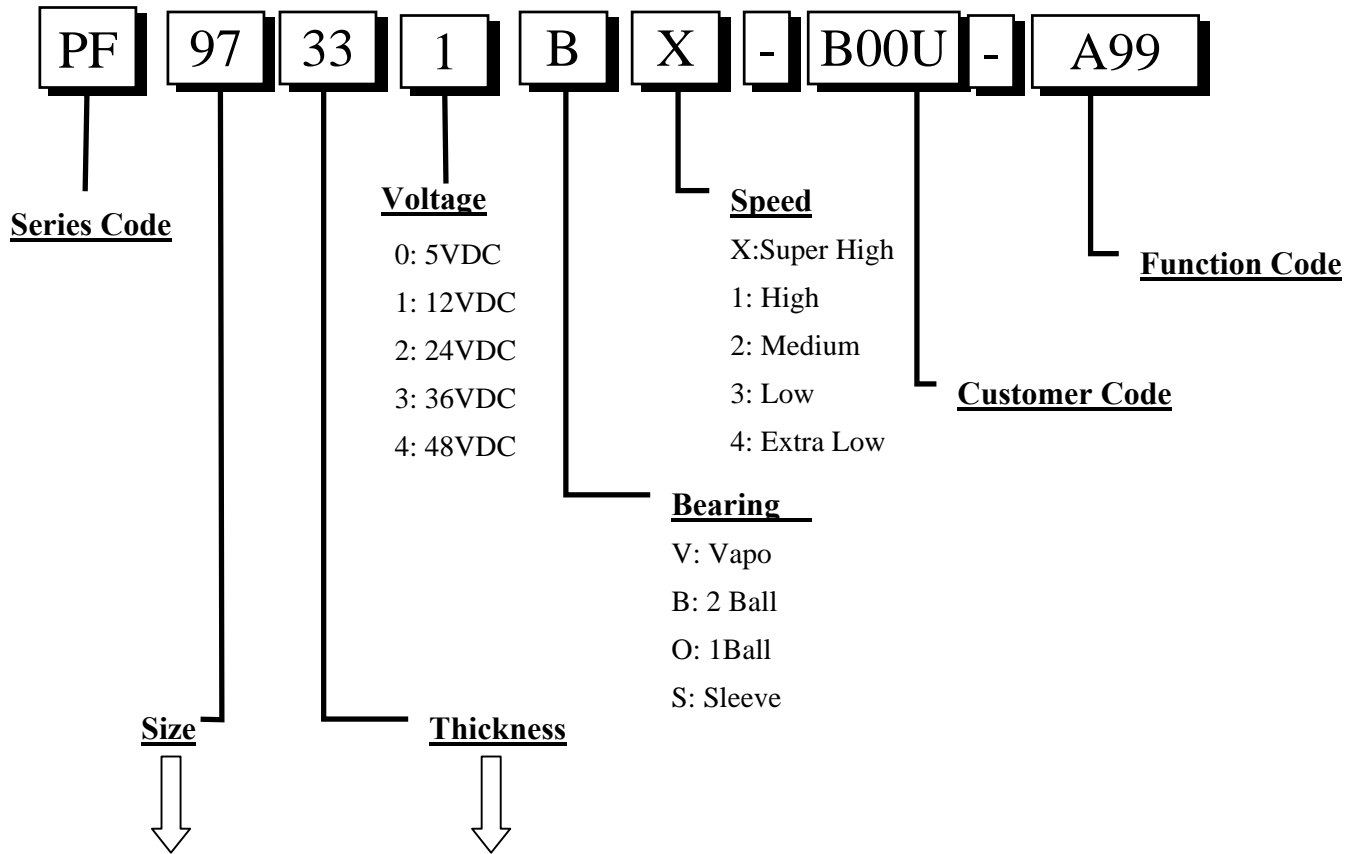 PF 97 33 1 B X - B00U - A99
Series Code
Voltage
0: 5VDC
1: 12VDC
2: 24VDC
3: 36VDC
4: 48VDC
Speed
X:Super High
1: High
2: Medium
3: Low
4: Extra Low
Function Code
Customer Code
Bearing
V: Vapo
B: 2 Ball
O: 1Ball
S: Sleeve
Size
Thickness